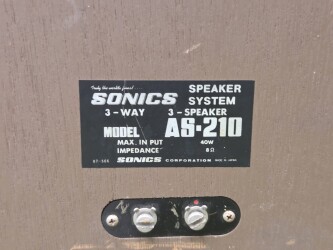 Truly the worlds finest...
SONICS SPEAKER SYSTEM
3-WAY 3-SPEAKER
MODEL AS-210
MAX. IN PUT 40W
IMPEDANCE 8Ω
SONICS CORPORATION MADE IN JAPAN